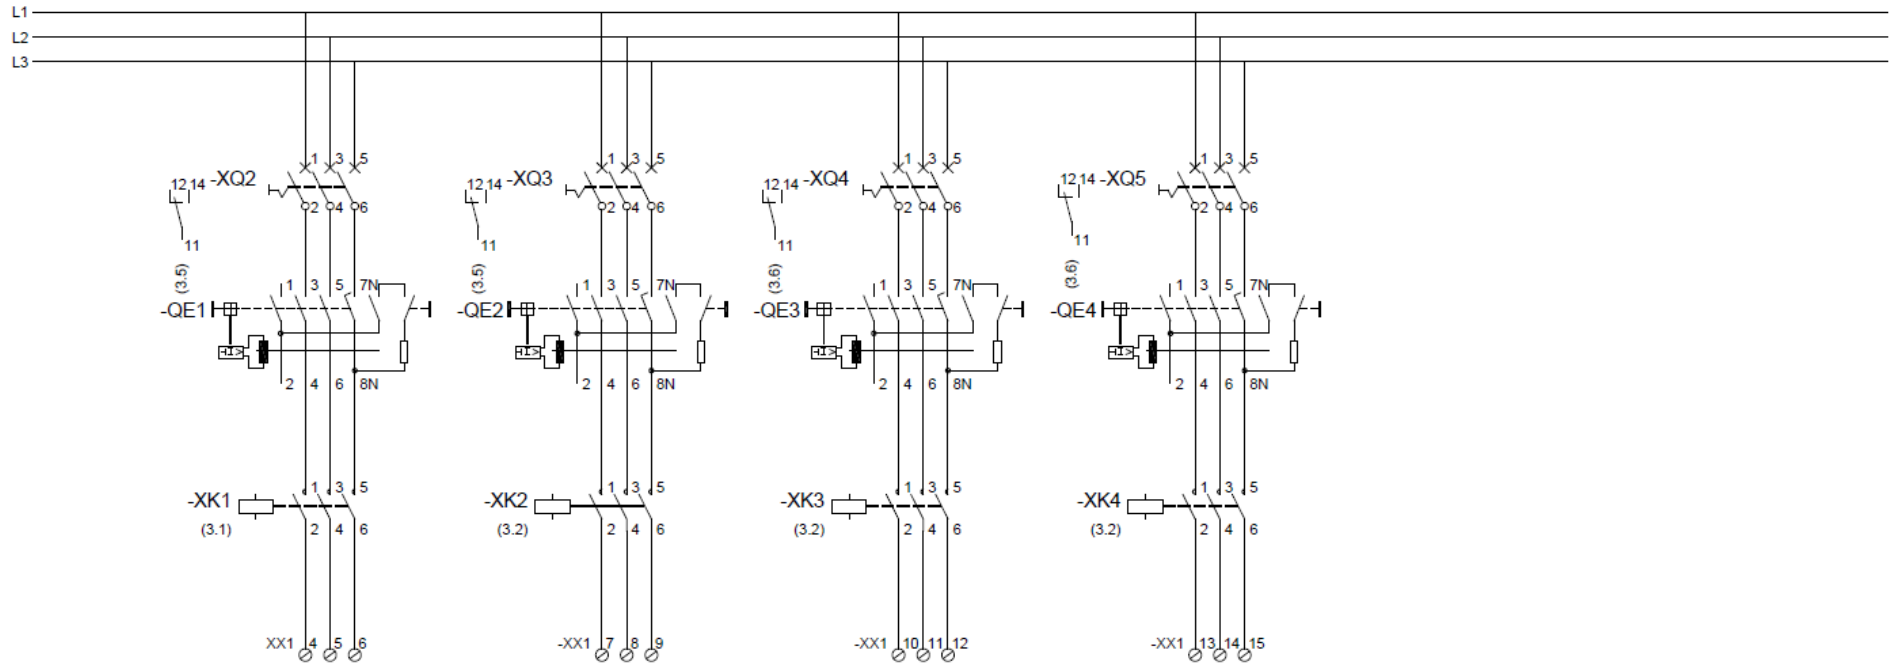 L1
L2
L3
1 3 5 1 3 5 1 3 5 1 3 5
12 14 -XQ2 12 14 -XQ3 12 14 -XQ4 12 14 -XQ5
2 4 6 2 4 6 2 4 6 2 4 6
11 11 11 11
(3.5) (3.5) (3.6) (3.6)
1 3 5 7N 1 3 5 7N 1 3 5 7N 1 3 5 7N
-QE1 -QE2 -QE3 -QE4
2 4 6 8N 2 4 6 8N 2 4 6 8N 2 4 6 8N
1 3 5 1 3 5 1 3 5 1 3 5
-XK1 -XK2 -XK3 -XK4
(3.1) 2 4 6 (3.2) 2 4 6 (3.2) 2 4 6 (3.2) 2 4 6
XX1 4 5 6 -XX1 7 8 9 -XX1 10 11 12 -XX1 13 14 15